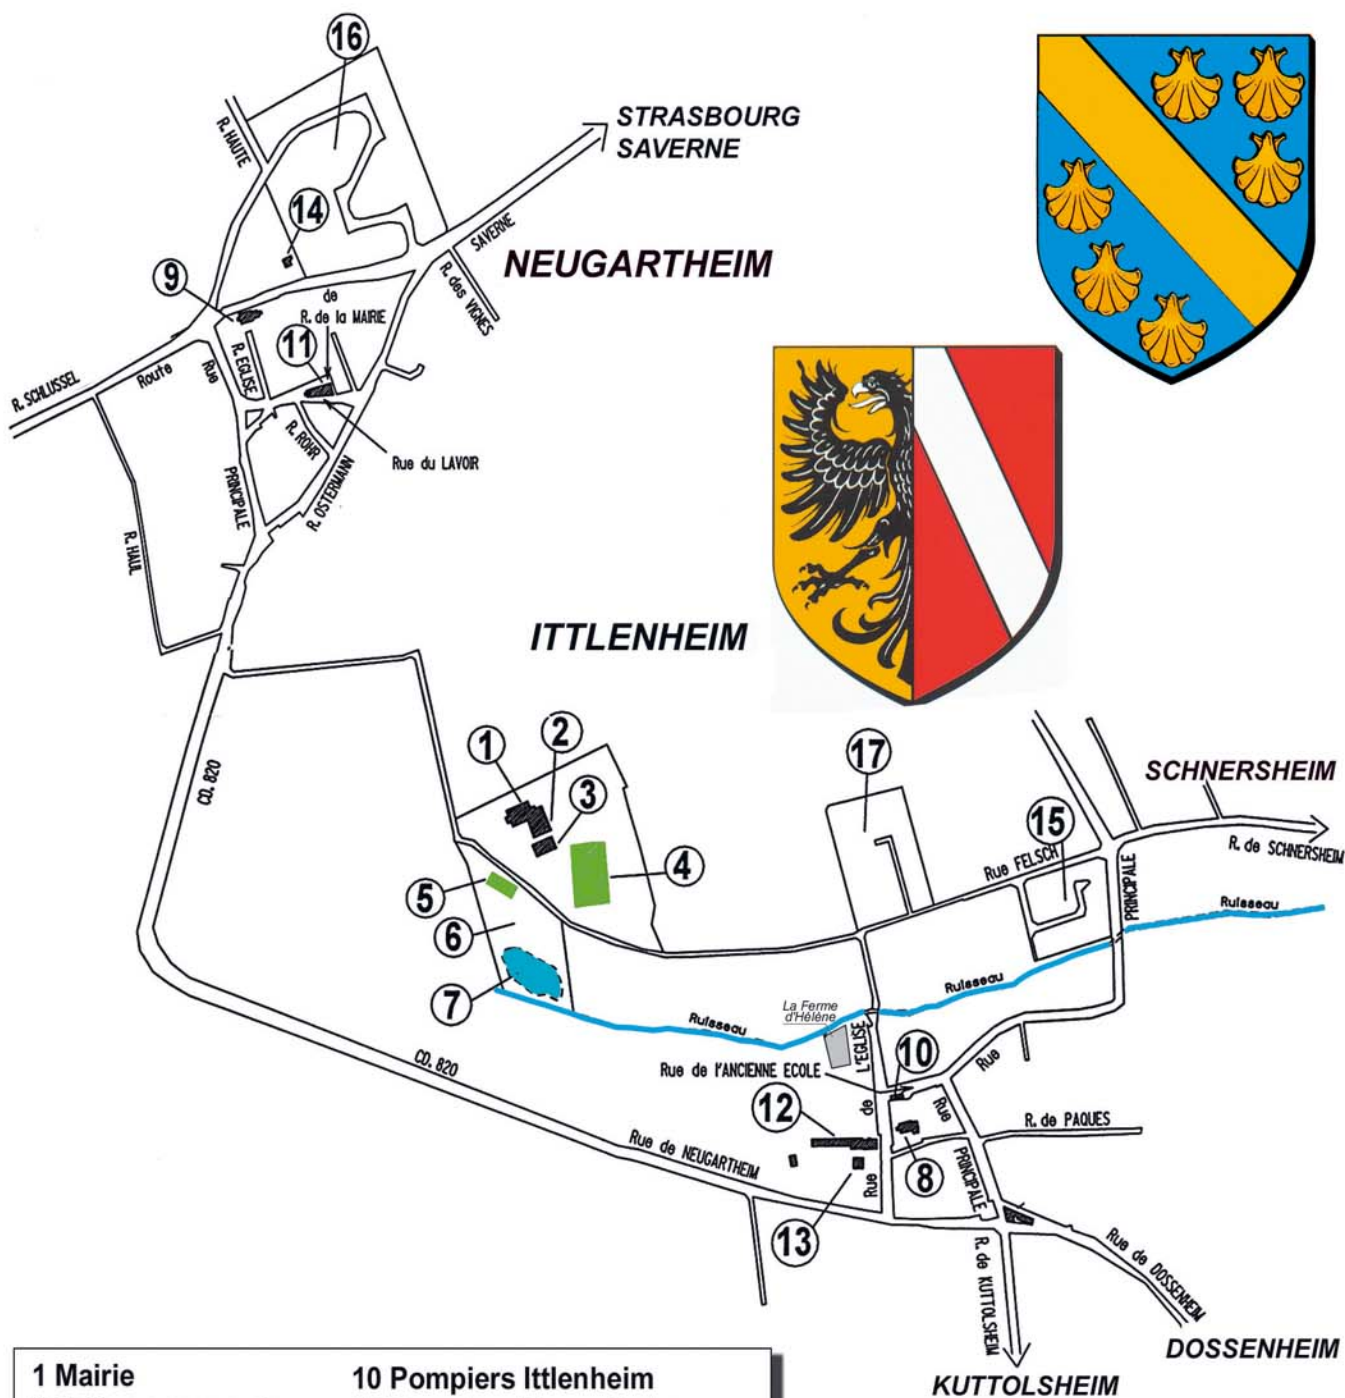 16
STRASBOURG
SAVERNE
R. HAUTE
14
SAVERNE
NEUGARTHEIM
R. des VIGNES
9
de
R. de la MAIRIE
11
R. EGLISE
Rue
Route
R. SCHLUSSEL
R. ROHR
Rue du LAVOIR
PRINCIPALE
R. OSTERMANN
R. HAUL
ITTLENHEIM
CD. 820
1
2
3
4
5
6
7
17
SCHNERSHEIM
15
R. de SCHNERSHEIM
Rue FELSCH
PRINCIPALE
Ruisseau
Ruisseau
Ruisseau
La Ferme
d'Hélène
L'EGLISE
10
Rue
CD. 820
Rue de l'ANCIENNE ECOLE
de
Rue
12
R. de PAQUES
Rue de NEUGARTHEIM
8
PRINCIPALE
Rue
13
R. de KUTTOLSHEIM
Rue de DOSSENHEIM
DOSSENHEIM
KUTTOLSHEIM
1 Mairie
10 Pompiers Ittlenheim